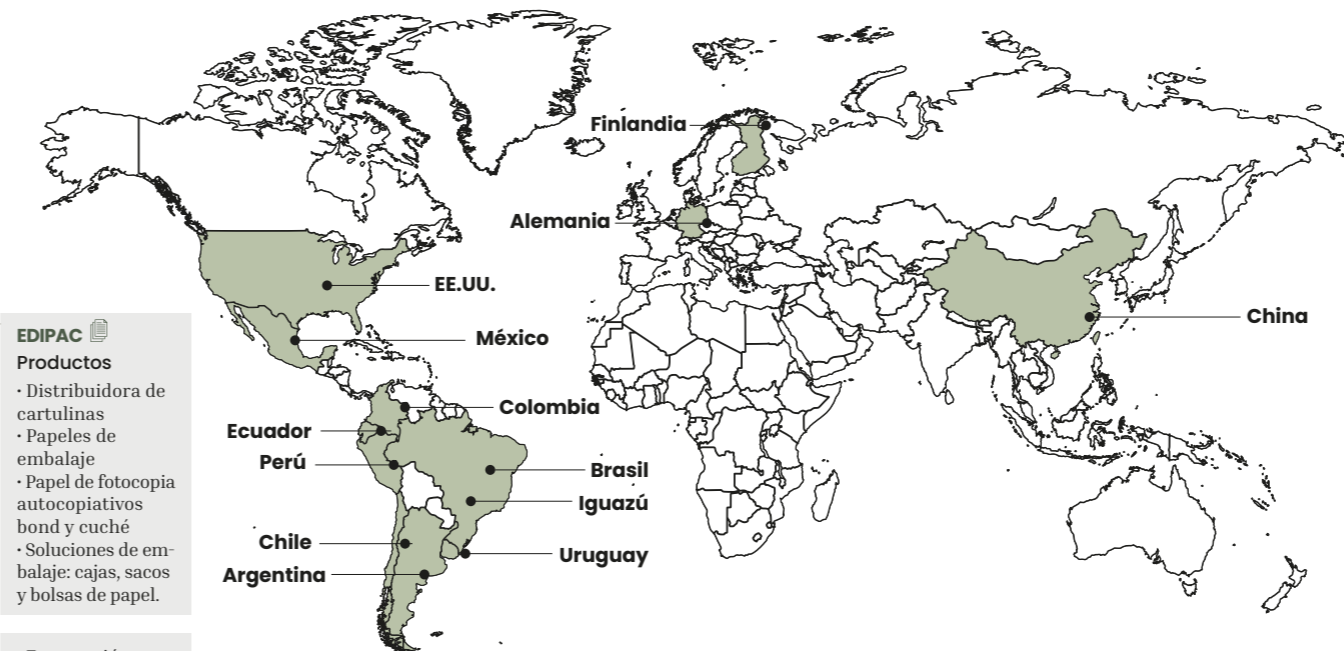 Finlandia
Alemania
EE.UU.
China
México
Colombia
Ecuador
Perú
Brasil
Iguazú
Chile
Uruguay
Argentina
EDIPAC
Productos
· Distribuidora de
cartulinas
· Papeles de
embalaje
· Papel de fotocopia
autocopiativos
bond y cuché
· Soluciones de em-
balaje: cajas, sacos
y bolsas de papel.